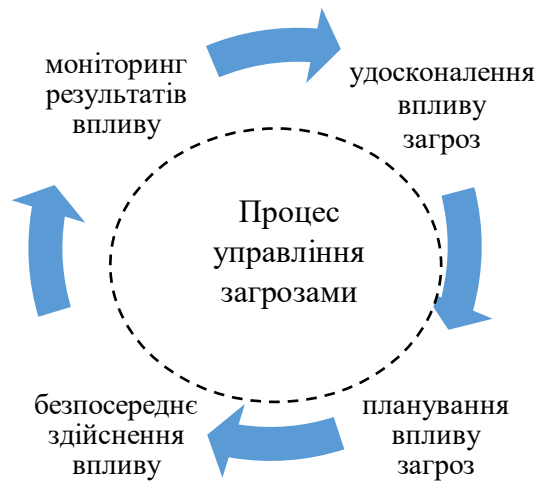 моніторинг
результатів
впливу
удосконалення
впливу
загроз
Процес
управління
загрозами
безпосереднє
здійснення
впливу
планування
впливу
загроз